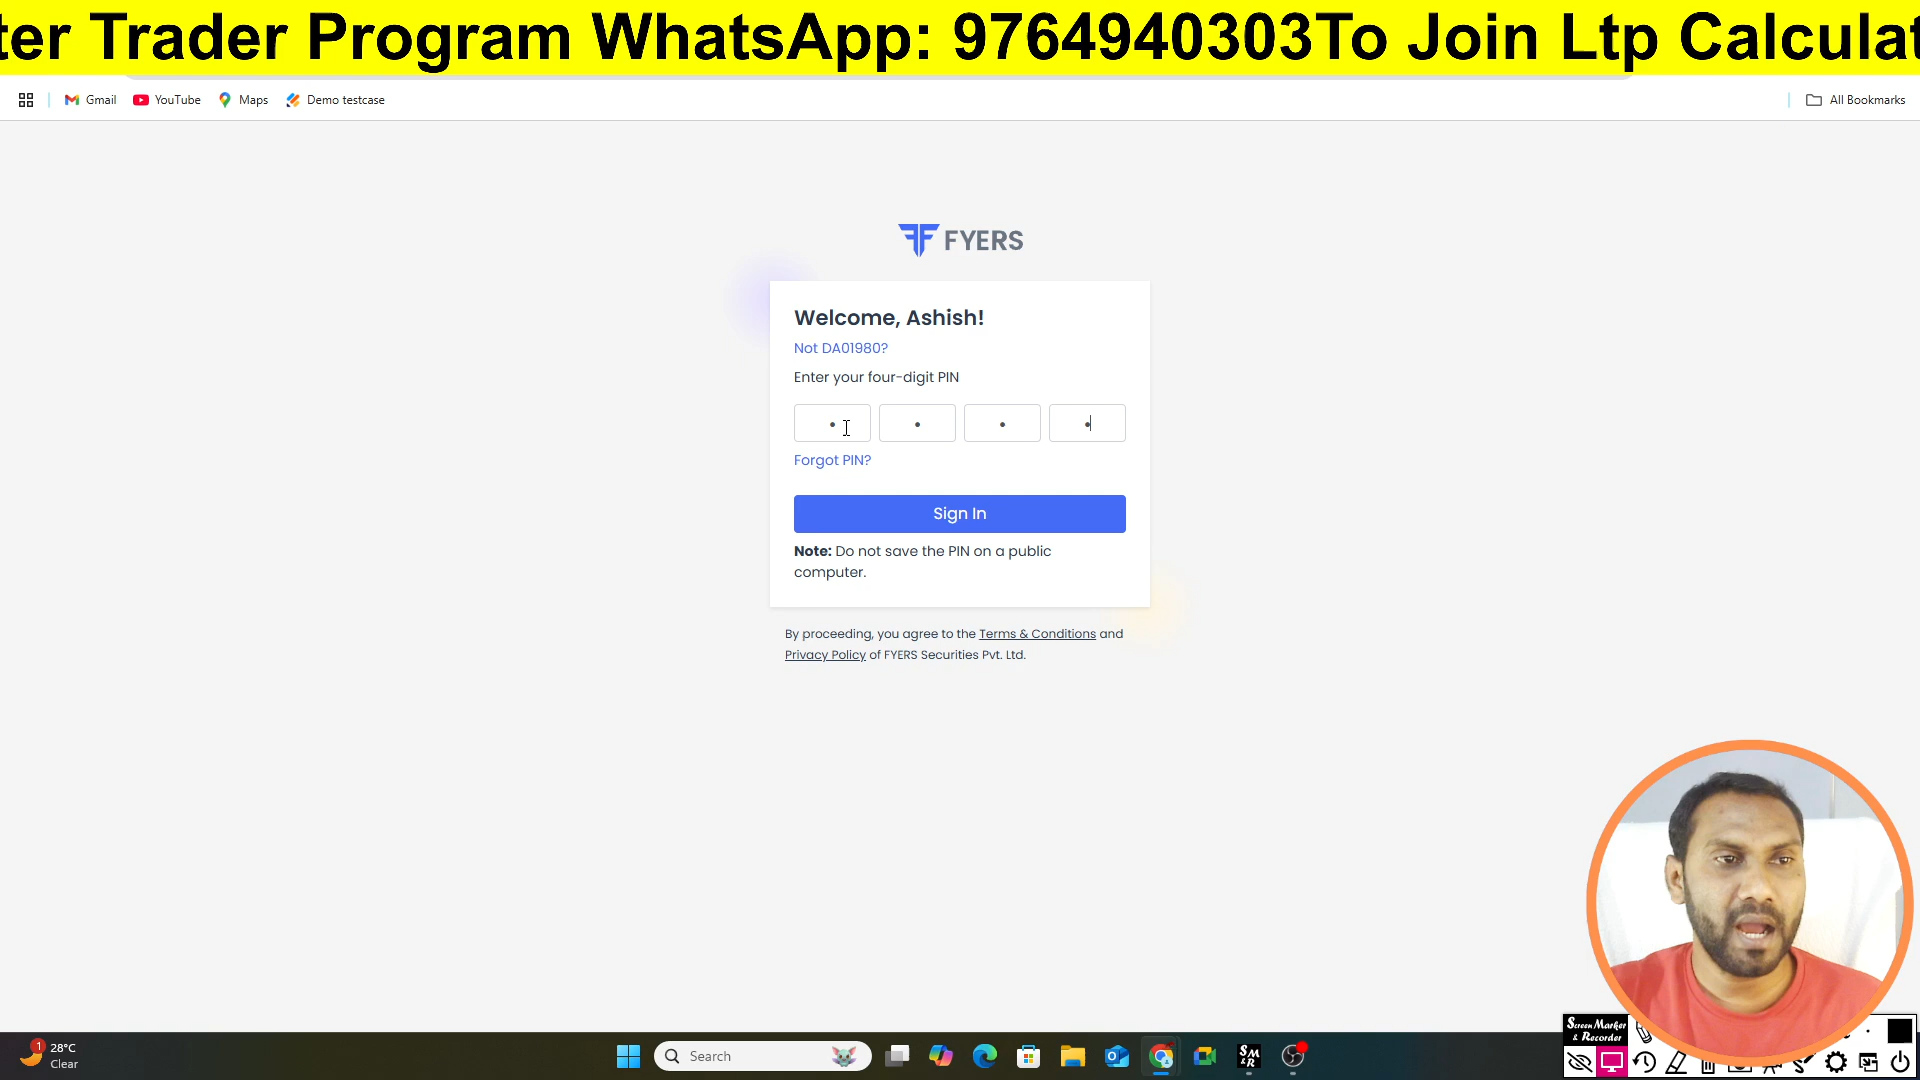 ter Trader Program WhatsApp: 9764940303To Join Ltp Calculat
Gmail YouTube Maps Demo testcase All Bookmarks
FYERS
Welcome, Ashish!
Not DA01980?
Enter your four-digit PIN
Forgot PIN?
Sign In
Note: Do not save the PIN on a public
computer.
By proceeding, you agree to the Terms & Conditions and
Privacy Policy of FYERS Securities Pvt. Ltd.
Screen Marker
& Recorder
1 28°C
Clear
Search
SM
&R